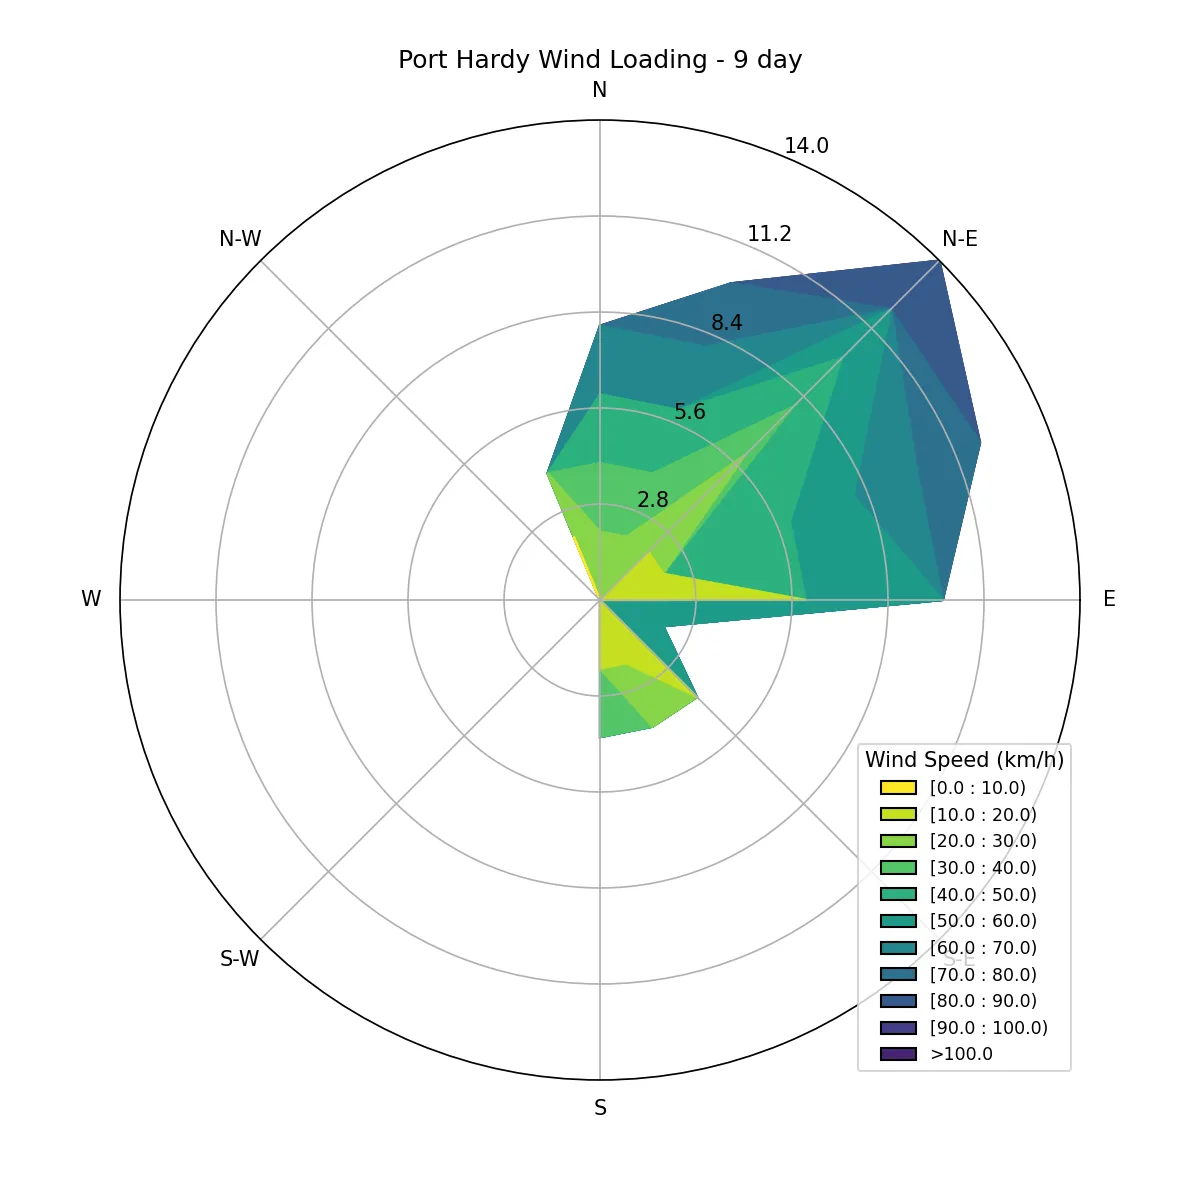 Port Hardy Wind Loading - 9 day
N
14.0
11.2
N-W
N-E
8.4
5.6
2.8
W
E
Wind Speed (km/h)
[0.0 : 10.0)
[10.0 : 20.0)
[20.0 : 30.0)
[30.0 : 40.0)
[40.0 : 50.0)
[50.0 : 60.0)
[60.0 : 70.0)
S-W
S-E
[70.0 : 80.0)
[80.0 : 90.0)
[90.0 : 100.0)
>100.0
S